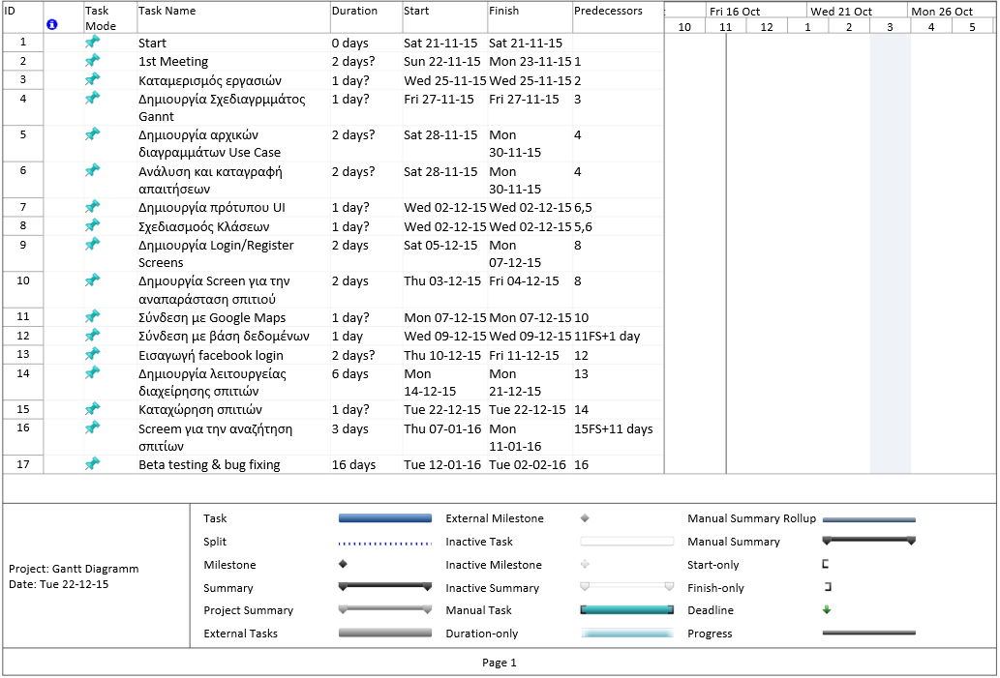 ID Task Mode Task Name Duration Start Finish Predecessors Fri 16 Oct Wed 21 Oct Mon 26 Oct
10 11 12 1 2 3 4 5
1 Start 0 days Sat 21-11-15 Sat 21-11-15
2 1st Meeting 2 days? Sun 22-11-15 Mon 23-11-15 1
3 Καταμερισμός εργασιών 1 day? Wed 25-11-15 Wed 25-11-15 2
4 Δημιουργία Σχεδιαγρμμάτος 1 day? Fri 27-11-15 Fri 27-11-15 3
Gannt
5 Δημιουργία αρχικών 2 days? Sat 28-11-15 Mon 4
διαγραμμάτων Use Case 30-11-15
6 Ανάλυση και καταγραφή 2 days? Sat 28-11-15 Mon 4
απαιτήσεων 30-11-15
7 Δημιουργία πρότυπου UI 1 day? Wed 02-12-15 Wed 02-12-15 6,5
8 Σχεδιασμοός Κλάσεων 1 day? Wed 02-12-15 Wed 02-12-15 5,6
9 Δημιουργία Login/Register 2 days Sat 05-12-15 Mon 8
Screens 07-12-15
10 Δημουργία Screen για την 2 days Thu 03-12-15 Fri 04-12-15 8
αναπαράσταση σπιτιού
11 Σύνδεση με Google Maps 1 day? Mon 07-12-15 Mon 07-12-15 10
12 Σύνδεση με βάση δεδομένων 1 day Wed 09-12-15 Wed 09-12-15 11FS+1 day
13 Εισαγωγή facebook login 2 days? Thu 10-12-15 Fri 11-12-15 12
14 Δημιουργία λειτουργείας 6 days Mon Mon 13
διαχείρησης σπιτιών 14-12-15 21-12-15
15 Καταχώρηση σπιτιών 1 day? Tue 22-12-15 Tue 22-12-15 14
16 Screem για την αναζήτηση 3 days Thu 07-01-16 Mon 15FS+11 days
σπιτίων 11-01-16
17 Beta testing & bug fixing 16 days Tue 12-01-16 Tue 02-02-16 16
Project: Gantt Diagramm
Date: Tue 22-12-15
Task External Milestone Manual Summary Rollup
Split Inactive Task Manual Summary
Milestone Inactive Milestone Start-only
Summary Inactive Summary Finish-only
Project Summary Manual Task Deadline
External Tasks Duration-only Progress
Page 1